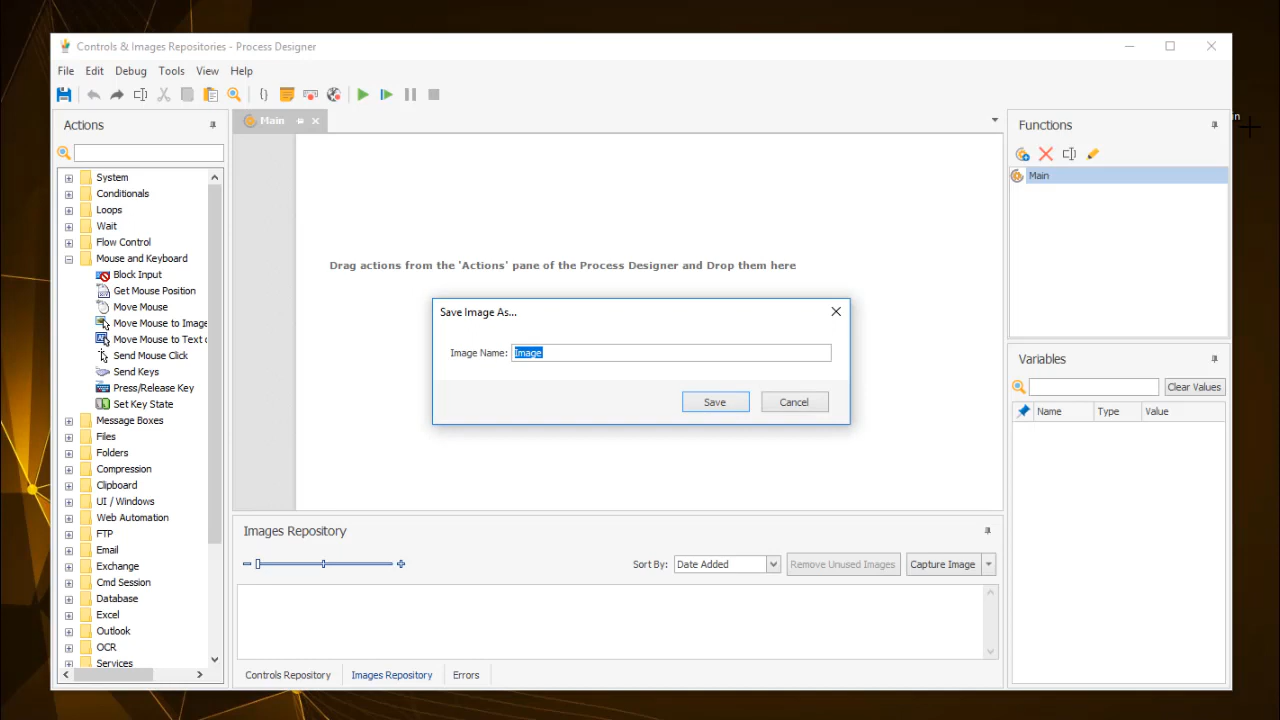 Controls & Images Repositories - Process Designer
File Edit Debug Tools View Help
Actions
System
Conditionals
Loops
Wait
Flow Control
Mouse and Keyboard
Block Input
Get Mouse Position
Move Mouse
Move Mouse to Image
Move Mouse to Text
Send Mouse Click
Send Keys
Press/Release Key
Set Key State
Message Boxes
Files
Folders
Compression
Clipboard
UI / Windows
Web Automation
FTP
Email
Exchange
Cmd Session
Database
Excel
Outlook
OCR
Services
Main
Drag actions from the 'Actions' pane of the Process Designer and Drop them here
Save Image As...
Image Name: Image
Save Cancel
Images Repository
Sort By: Date Added Remove Unused Images Capture Image
Controls Repository Images Repository Errors
Functions
Main
Variables
Clear Values
Name Type Value